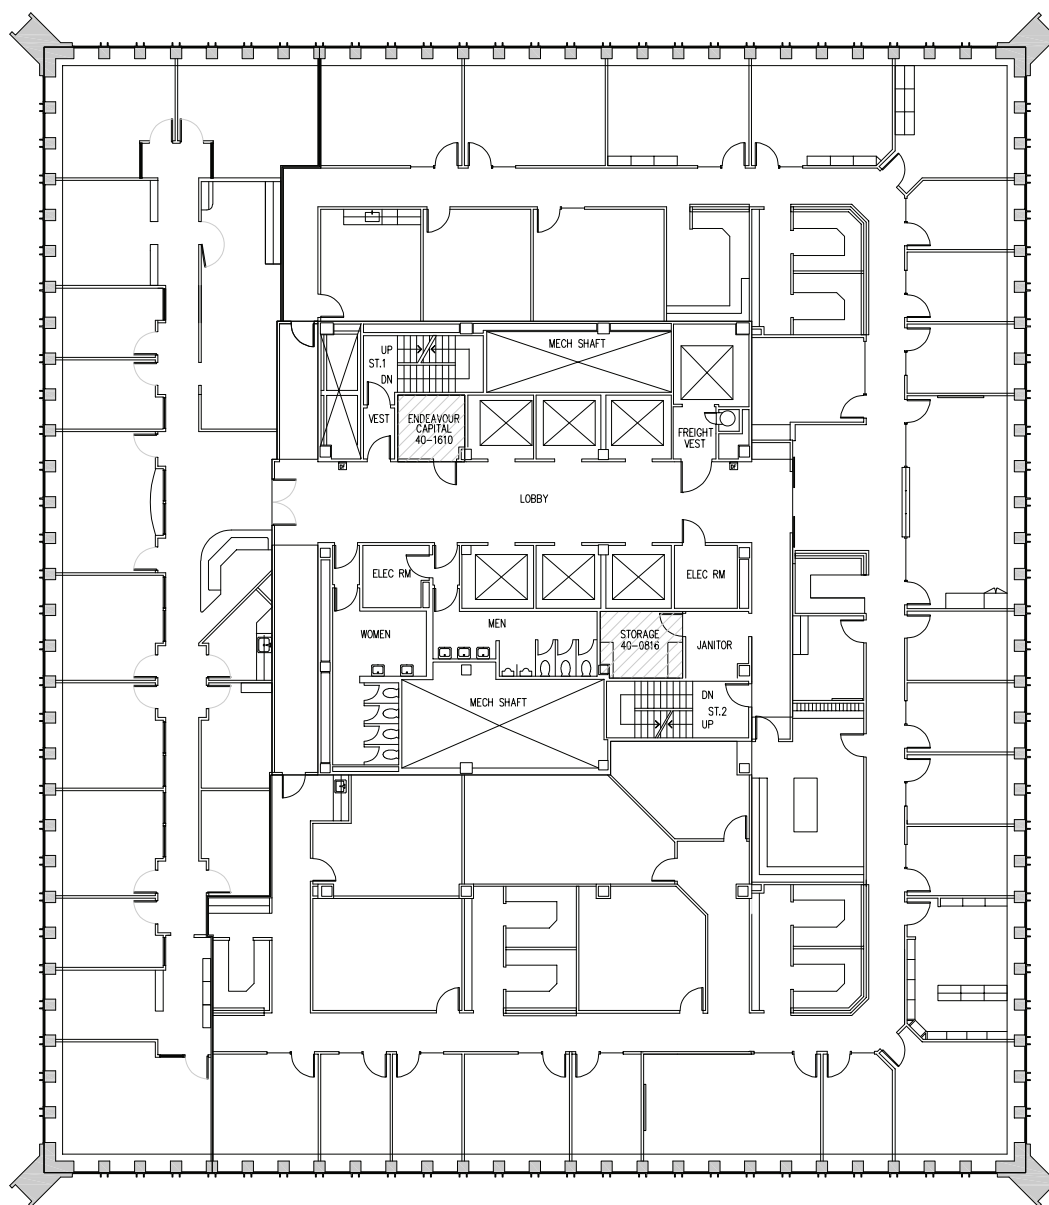 UP
ST.1
DN
MECH SHAFT
VEST
ENDEAVOUR
CAPITAL
40-1610
FREIGHT
VEST
LOBBY
ELEC RM
ELEC RM
WOMEN
MEN
STORAGE
40-0816
JANITOR
MECH SHAFT
DN
ST.2
UP